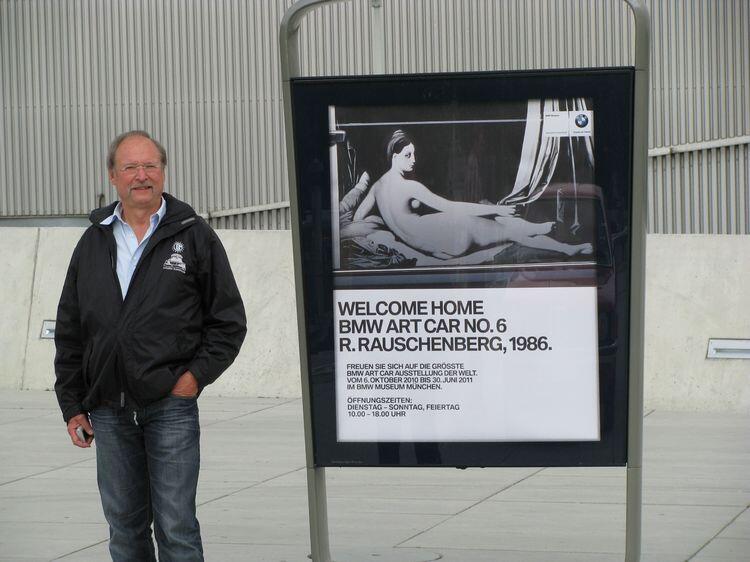 WELCOME HOME
BMW ART CAR NO. 6
R. RAUSCHENBERG, 1986.
FREUEN SIE SICH AUF DIE GRÖSSTE
BMW ART CAR AUSSTELLUNG DER WELT.
VOM 6. OKTOBER 2010 BIS 30. JUNI 2011
IM BMW MUSEUM MÜNCHEN.
ÖFFNUNGSZEITEN:
DIENSTAG – SONNTAG, FEIERTAG
10.00 – 18.00 UHR